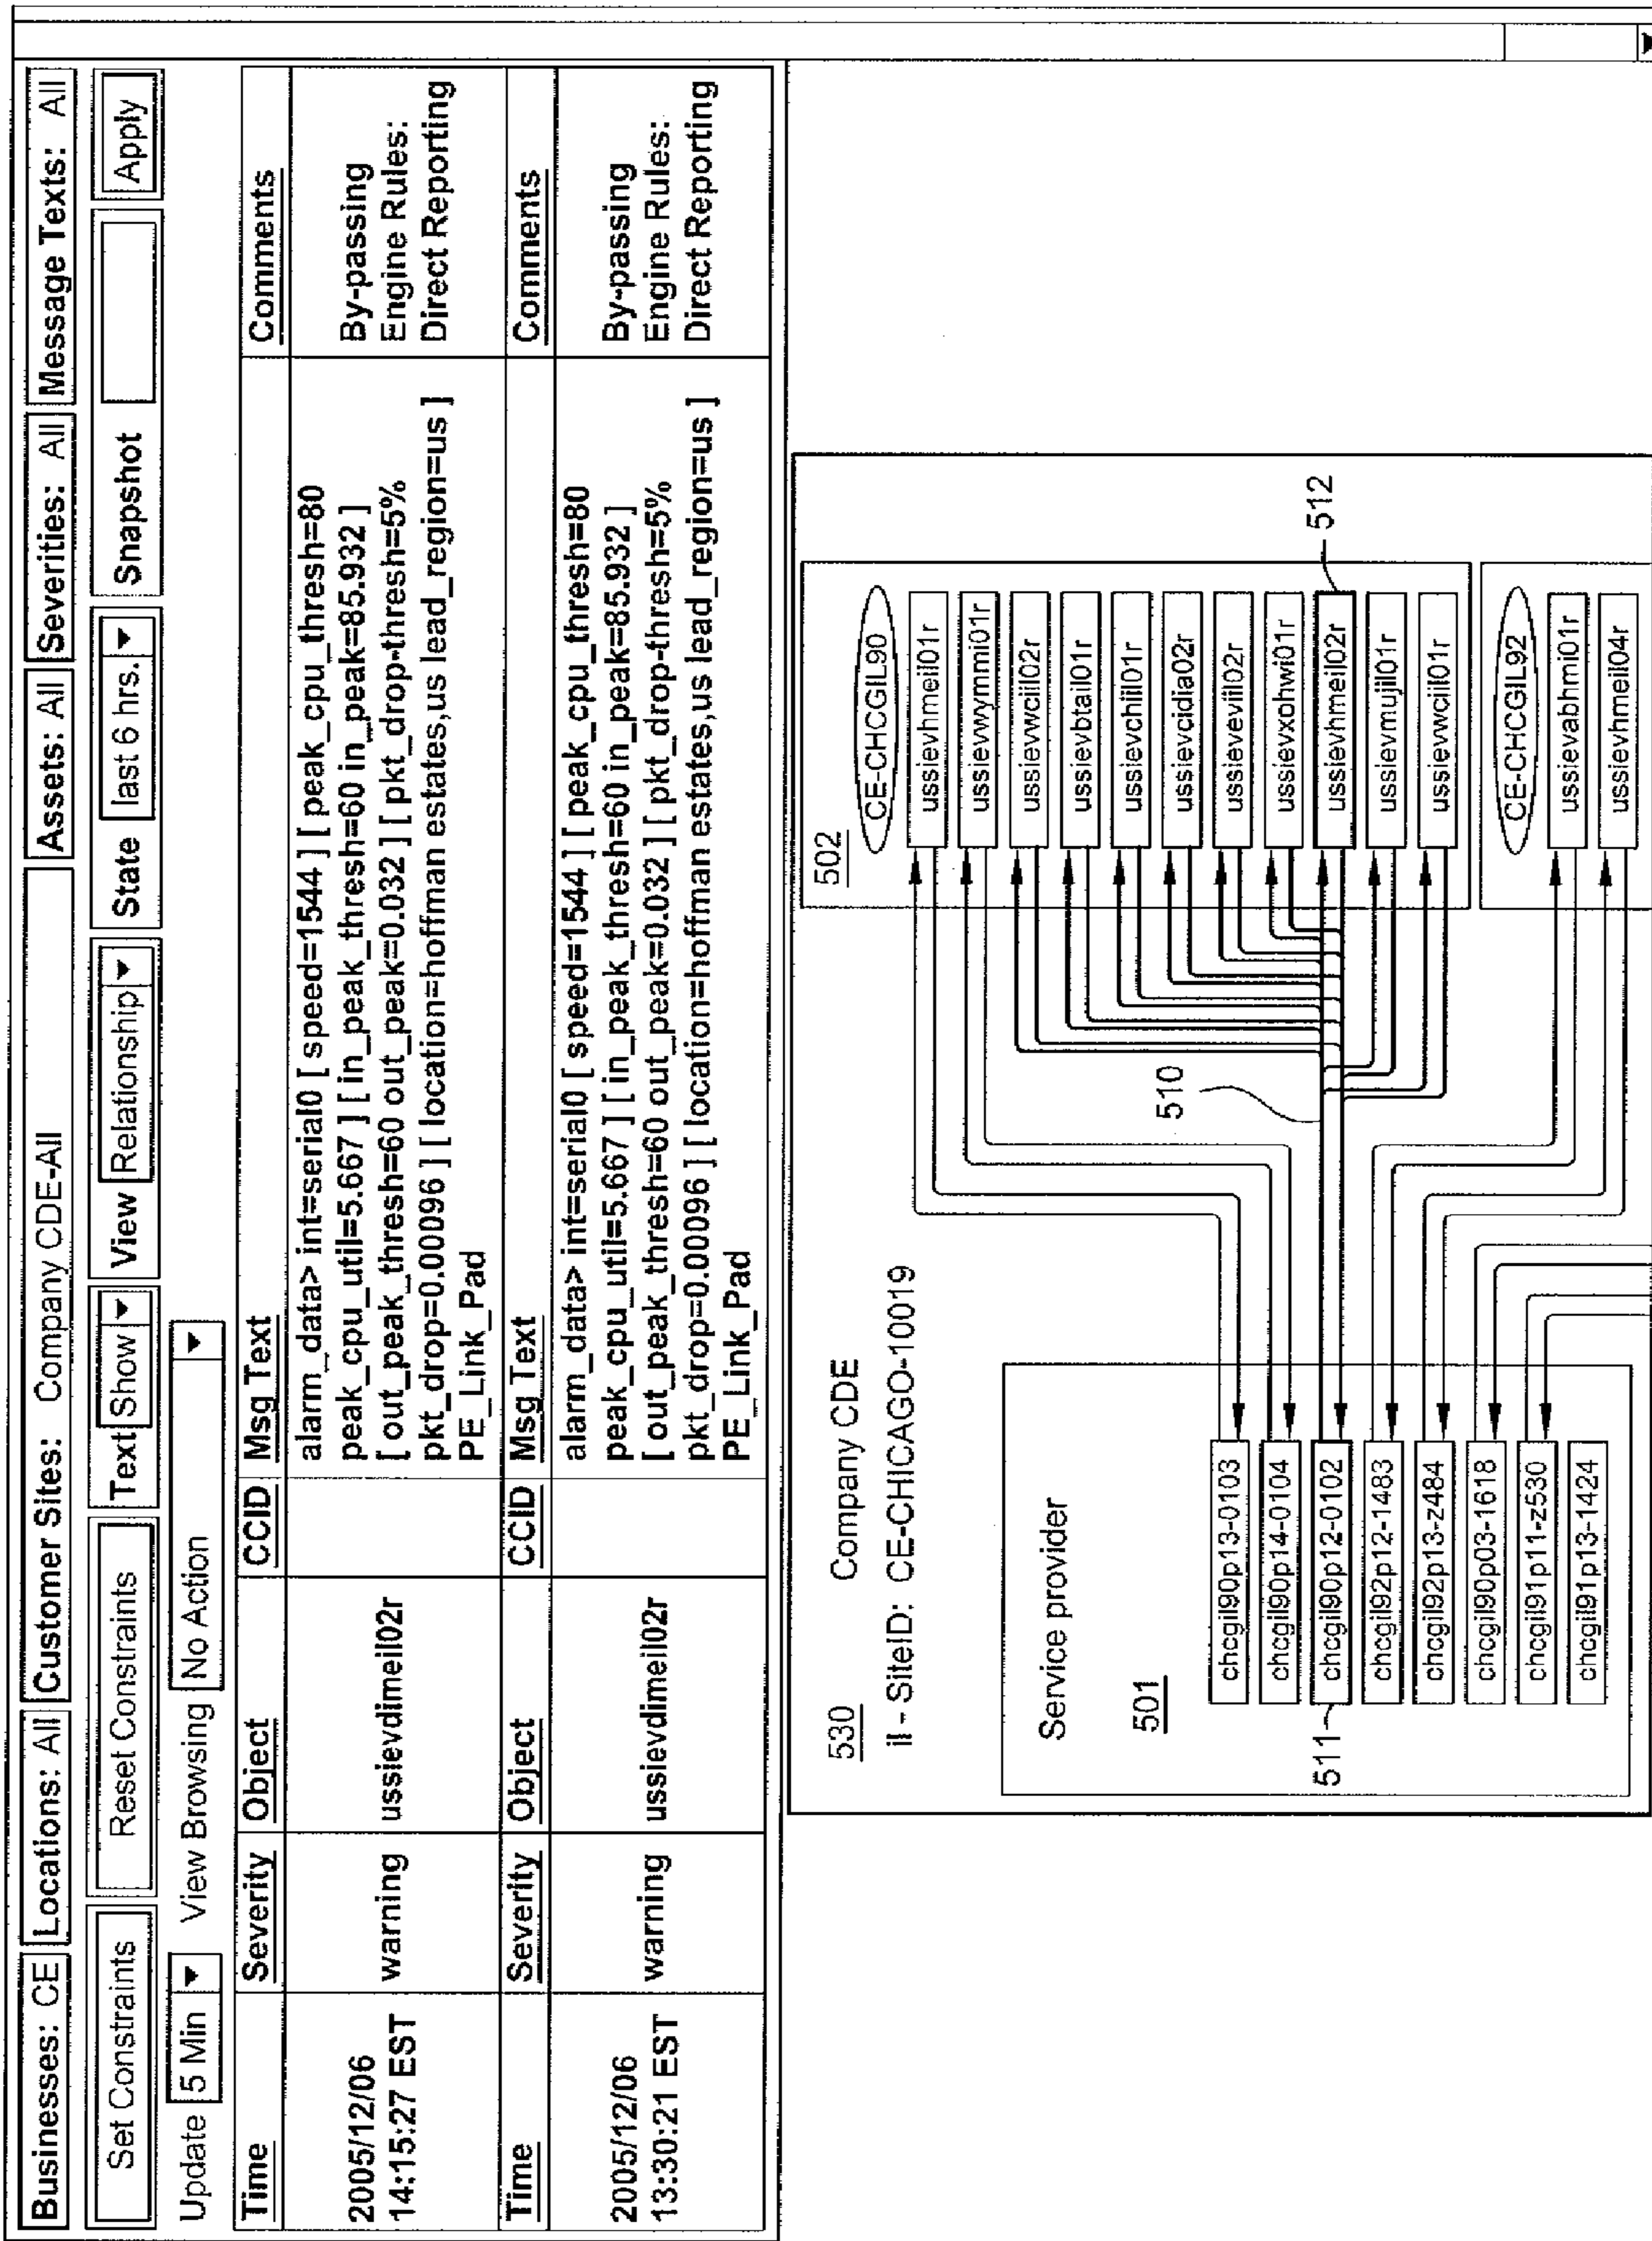 Businesses: CE Locations: All Customer Sites: Company CDE-All Assets: All Severities: All Message Texts: All
Set Constraints Reset Constraints Text Show View Relationship State last 6 hrs. Snapshot Apply
Update 5 Min View Browsing No Action
Time Severity Object CCID Msg Text Comments
2005/12/06
14:15:27 EST
warning
ussievdimeil02r
alarm_data> int=serial0 [ speed=1544 ] [ peak_cpu_thresh=80
peak_cpu_util=5.667 ] [ in_peak_thresh=60 in_peak=85.932 ]
[ out_peak_thresh=60 out_peak=0.032 ] [ pkt_drop-thresh=5%
pkt_drop=0.00096 ] [ location=hoffman estates,us lead_region=us ]
PE_Link_Pad
By-passing
Engine Rules:
Direct Reporting
Time Severity Object CCID Msg Text Comments
2005/12/06
13:30:21 EST
warning
ussievdimeil02r
alarm_data> int=serial0 [ speed=1544 ] [ peak_cpu_thresh=80
peak_cpu_util=5.667 ] [ in_peak_thresh=60 in_peak=85.932 ]
[ out_peak_thresh=60 out_peak=0.032 ] [ pkt_drop-thresh=5%
pkt_drop=0.00096 ] [ location=hoffman estates,us lead_region=us ]
PE_Link_Pad
By-passing
Engine Rules:
Direct Reporting
530 Company CDE
il - SiteID: CE-CHICAGO-10019
Service provider
501
chcgil90p13-0103
chcgil90p14-0104
chcgil90p12-0102
chcgil92p12-1483
chcgil92p13-z484
chcgil90p03-1618
chcgil91p11-z530
chcgil91p13-1424
511
510
502
CE-CHCGIL90
ussievhmeil01r
ussievwymmi01r
ussievwciil02r
ussievbtail01r
ussievchiil01r
ussievcidia02r
ussieveviil02r
ussievxohwi01r
ussievhmeil02r
ussievmujil01r
ussievwciil01r
512
CE-CHCGIL92
ussievabhmi01r
ussievhmeil04r